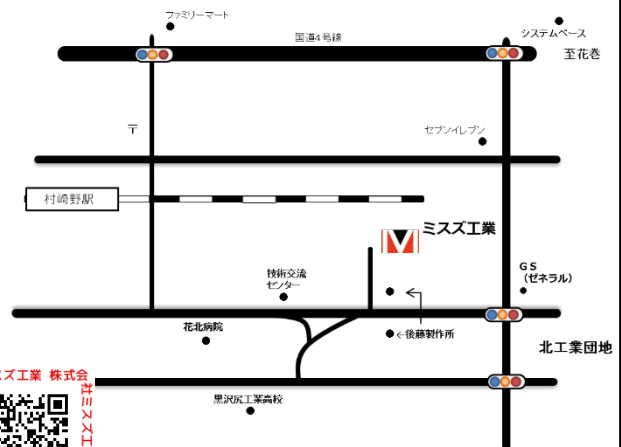 ファミリーマート
国道4号線
システムベース
至花巻
〒
セブンイレブン
村崎野駅
ミスズ工業
技術交流
センター
GS
(ゼネラル)
花北病院
←後藤製作所
北工業団地
ズ工業 株式会
社ミスズエ
黒沢尻工業高校